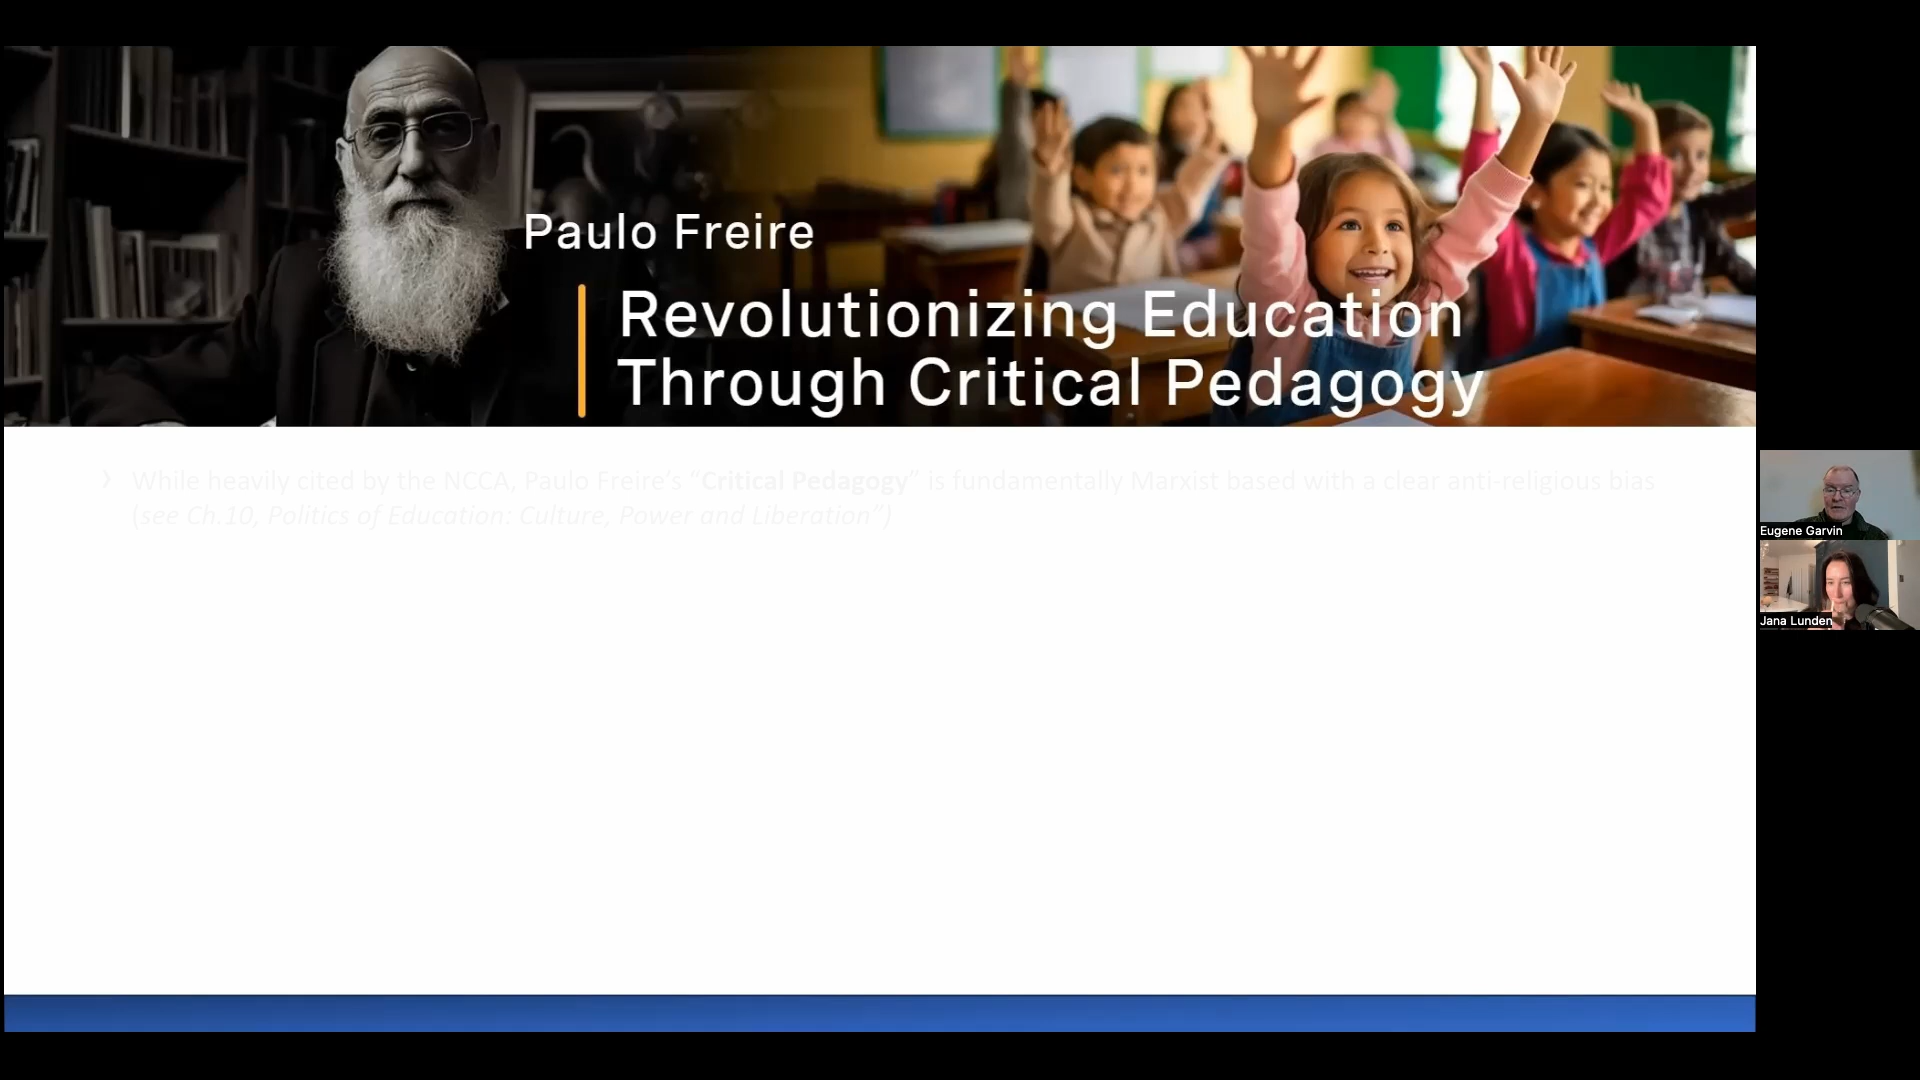 Paulo Freire
Revolutionizing Education
Through Critical Pedagogy
› While heavily cited by the NCCA, Paulo Freire’s “Critical Pedagogy” is fundamentally Marxist based with a clear anti-religious bias
(see Ch.10, Politics of Education: Culture, Power and Liberation”)
Eugene Garvin
Jana Lunden